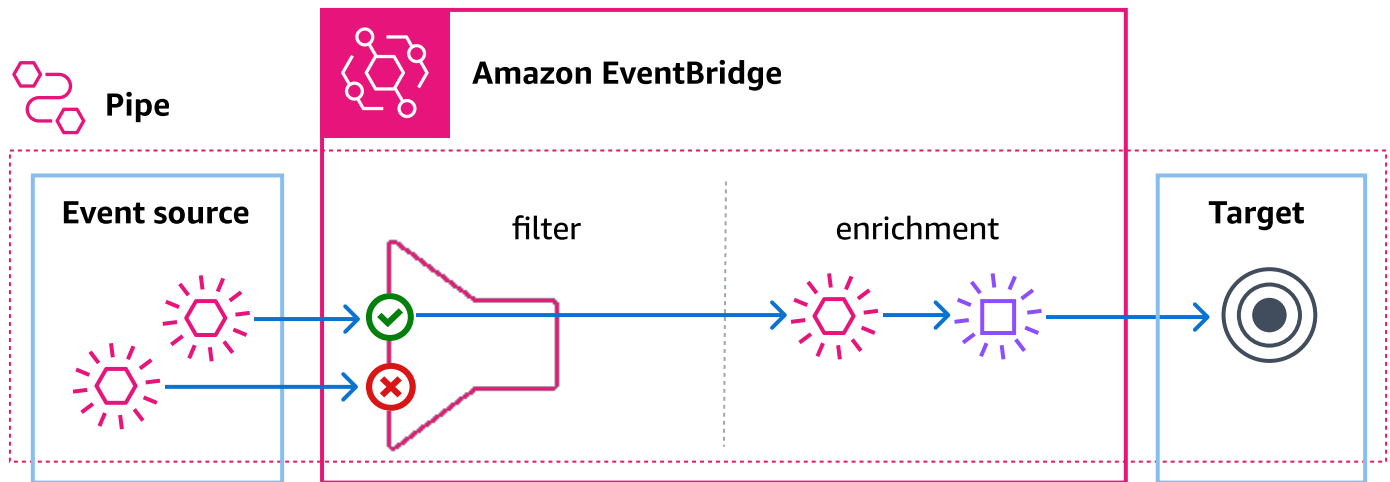 Amazon EventBridge
Pipe
Event source
filter
enrichment
Target